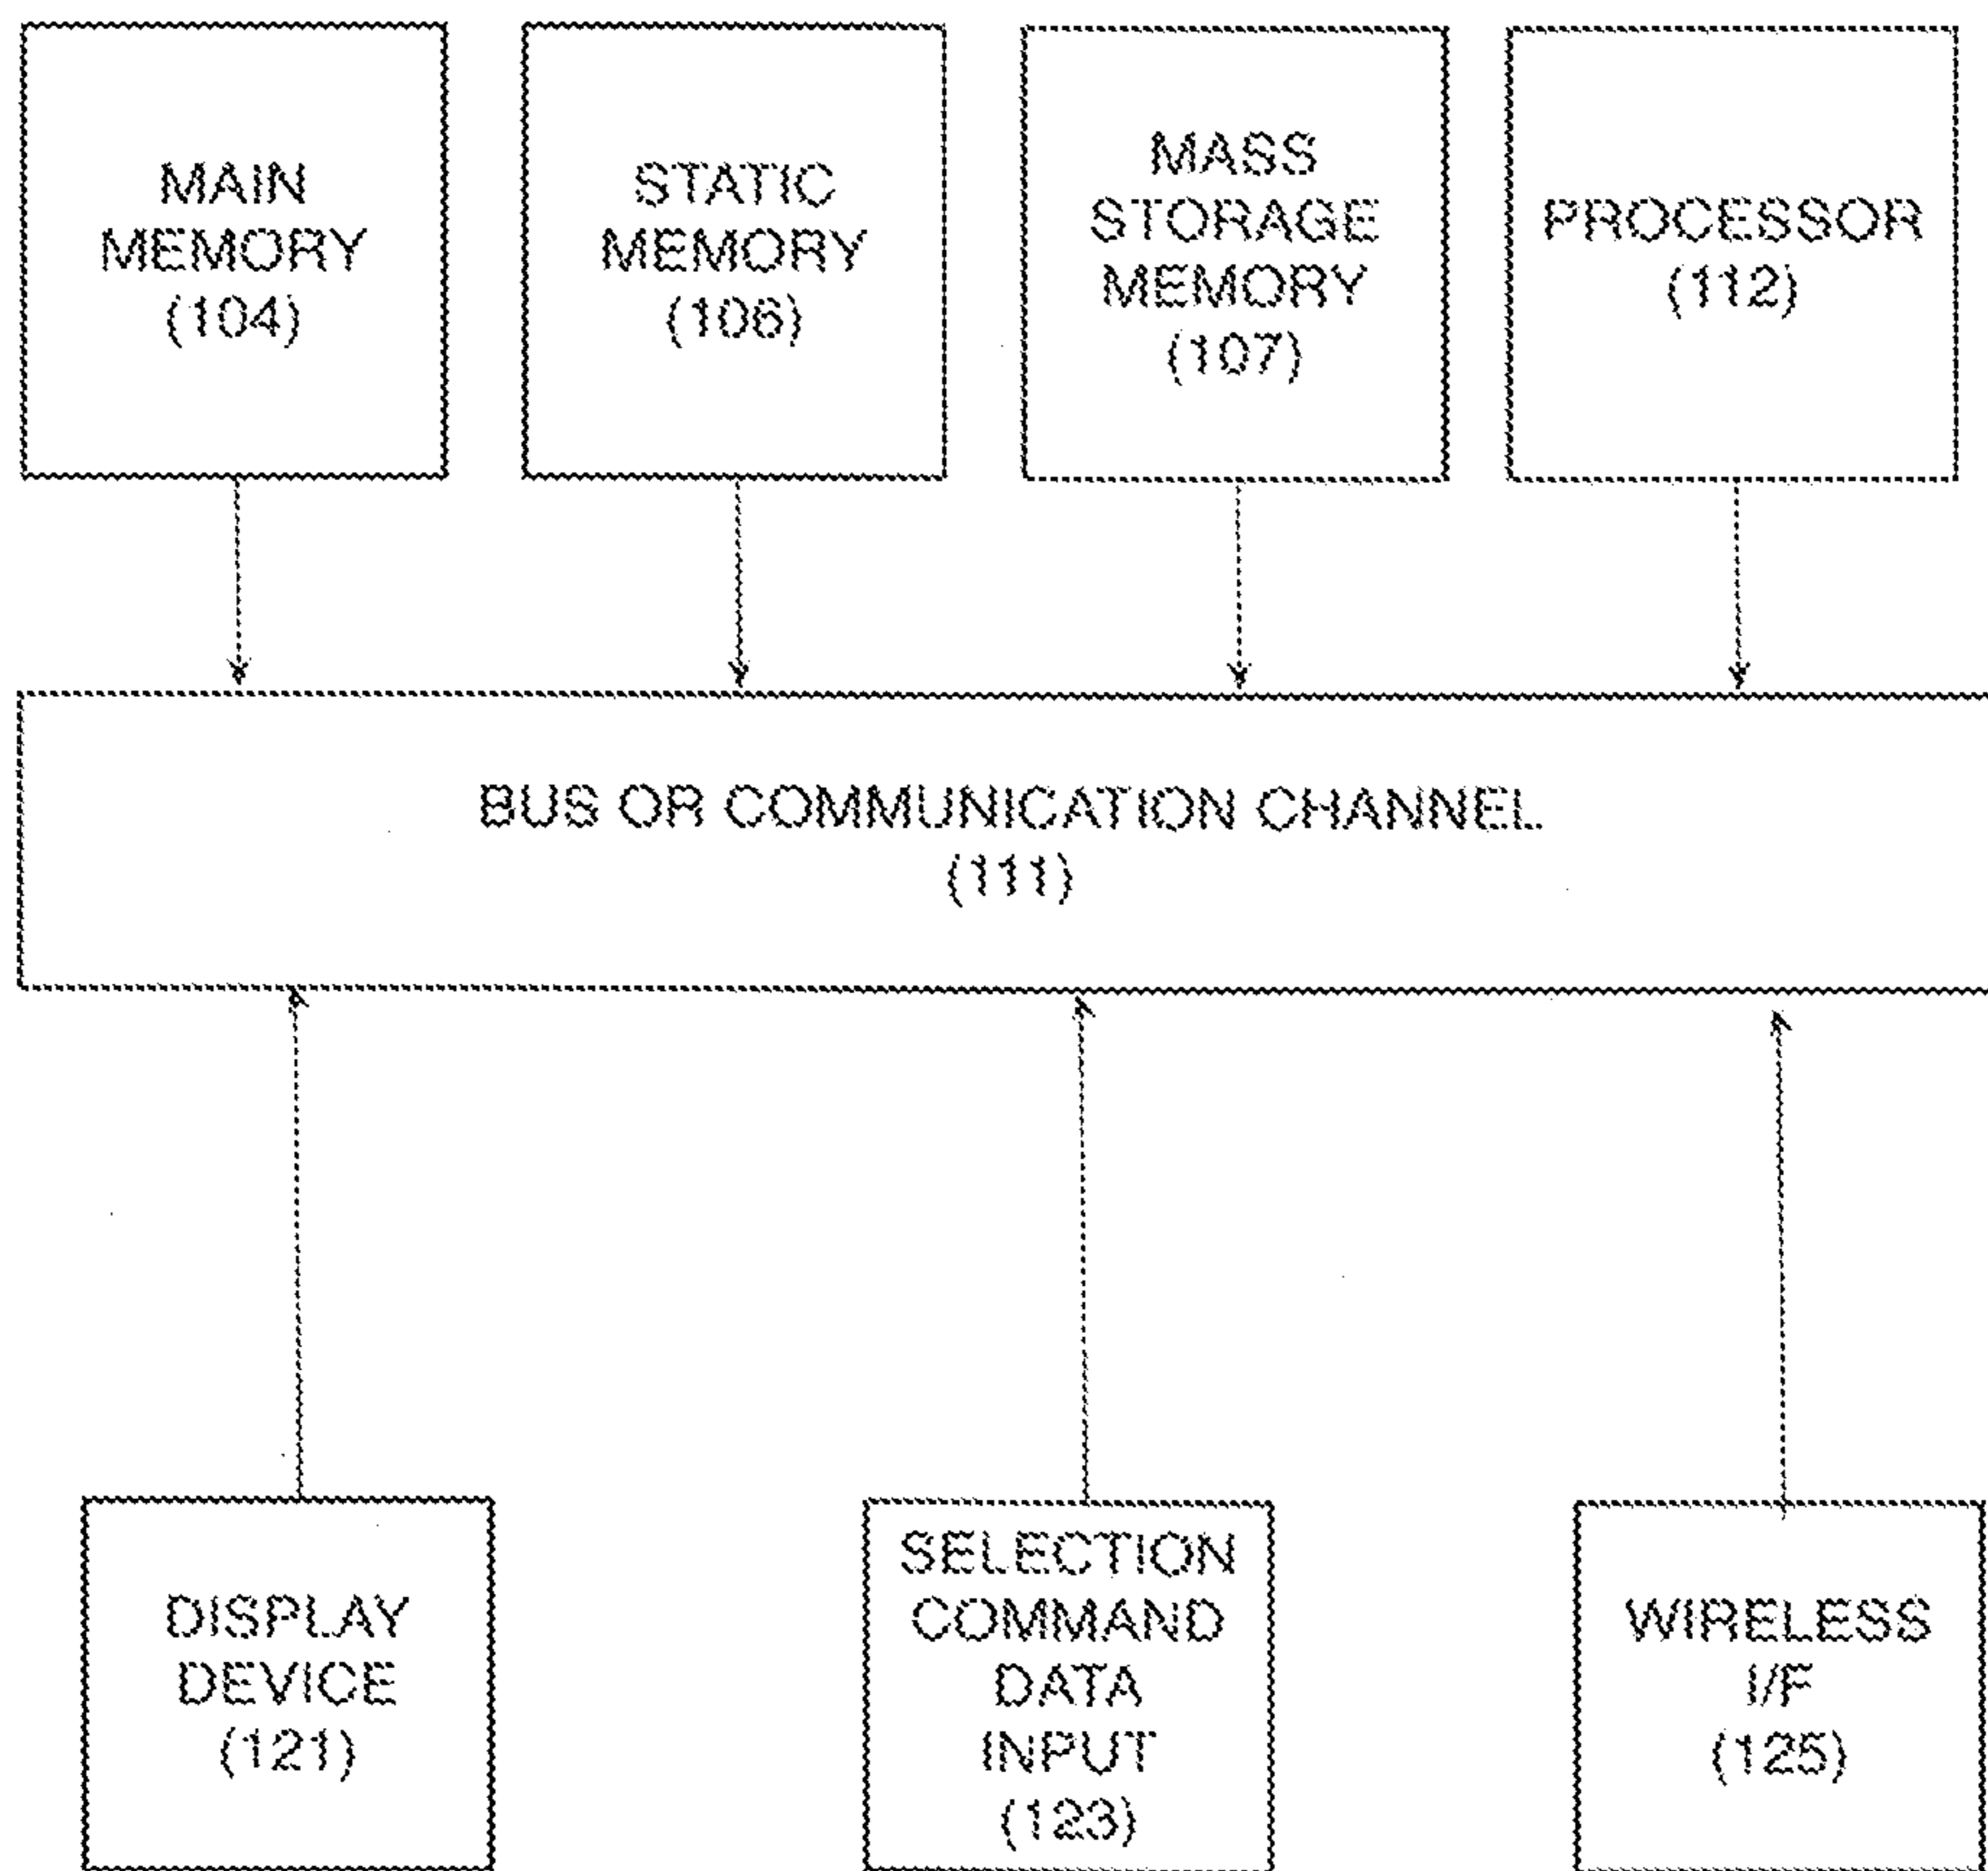 MAIN
MEMORY
(104)
STATIC
MEMORY
(106)
MASS
STORAGE
MEMORY
(107)
PROCESSOR
(112)
BUS OR COMMUNICATION CHANNEL
(111)
DISPLAY
DEVICE
(121)
SELECTION
COMMAND
DATA
INPUT
(123)
WIRELESS
I/F
(125)